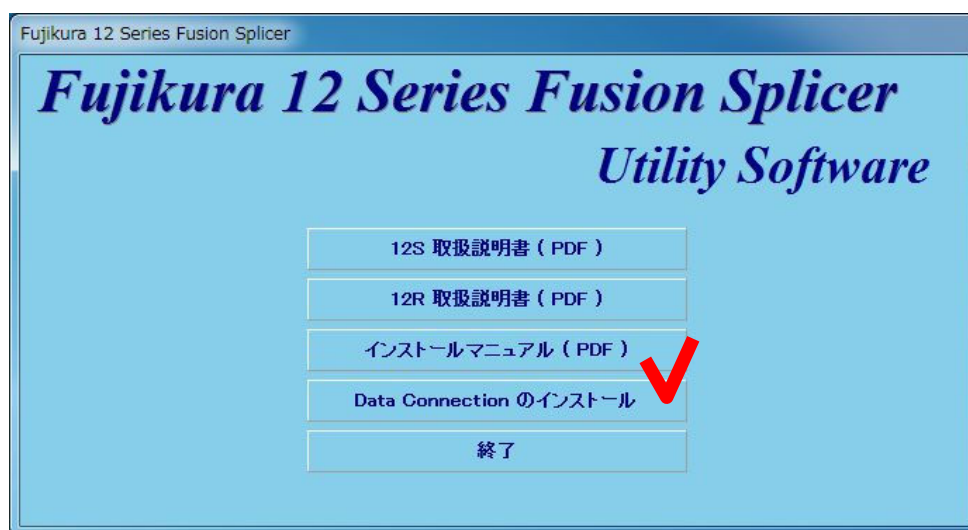 Fujikura 12 Series Fusion Splicer
Fujikura 12 Series Fusion Splicer
Utility Software
12S 取扱説明書 ( PDF )
12R 取扱説明書 ( PDF )
インストールマニュアル ( PDF )
Data Connection のインストール
終了